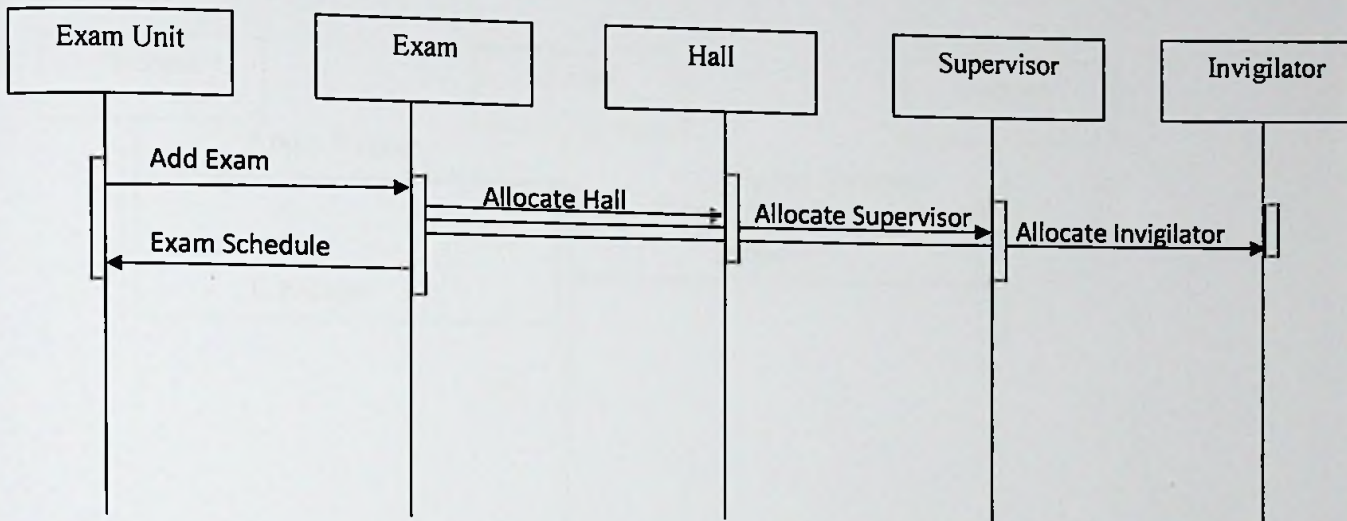 Exam Unit
Exam
Hall
Supervisor
Invigilator
Add Exam
Allocate Hall
Allocate Supervisor
Allocate Invigilator
Exam Schedule